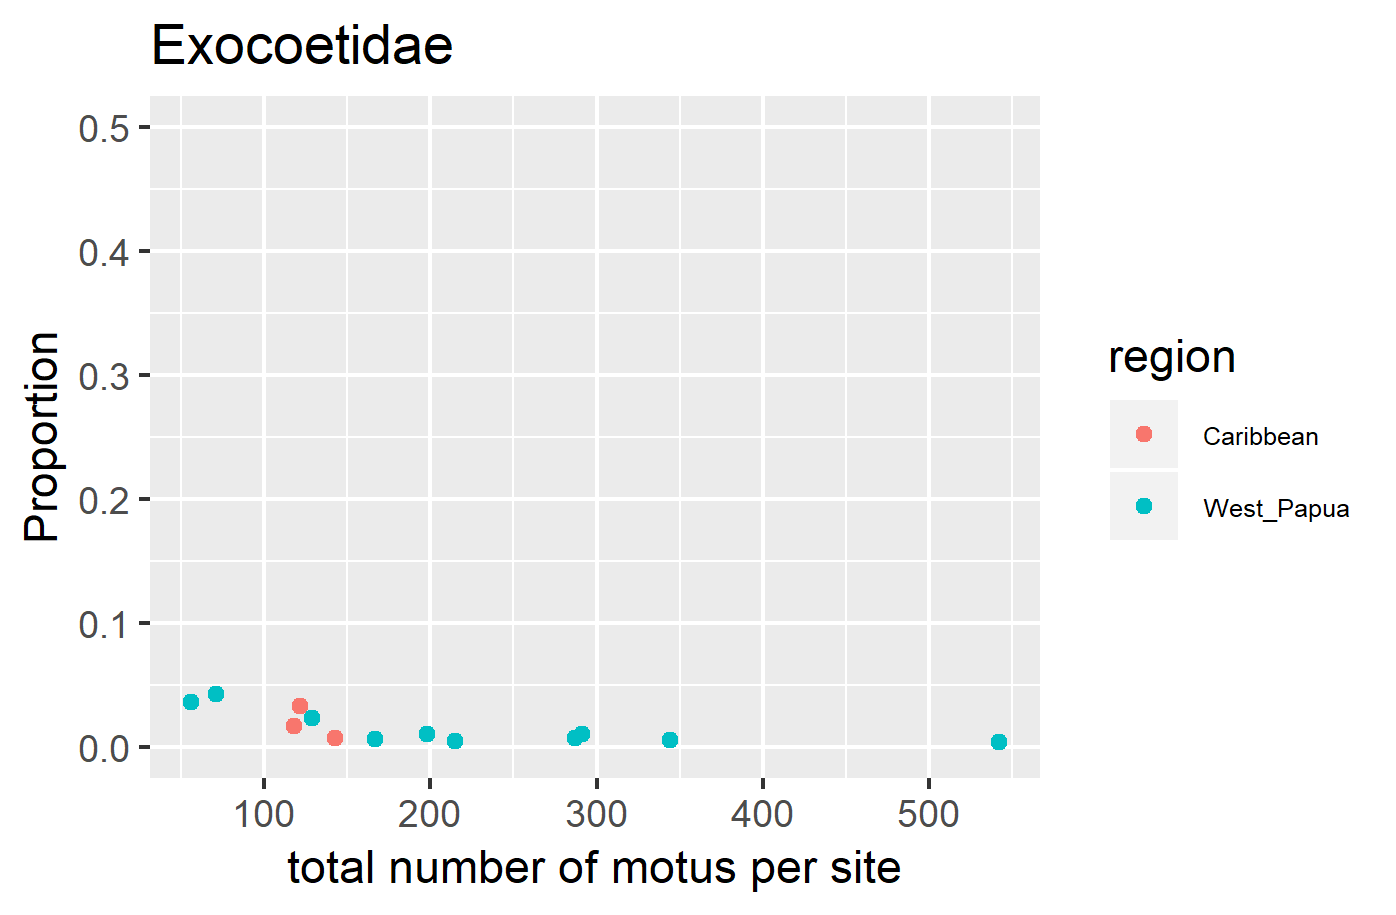 Exocoetidae
0.5
0.4
0.3
0.2
0.1
0.0
Proportion
100 200 300 400 500
total number of motus per site
region
Caribbean
West_Papua